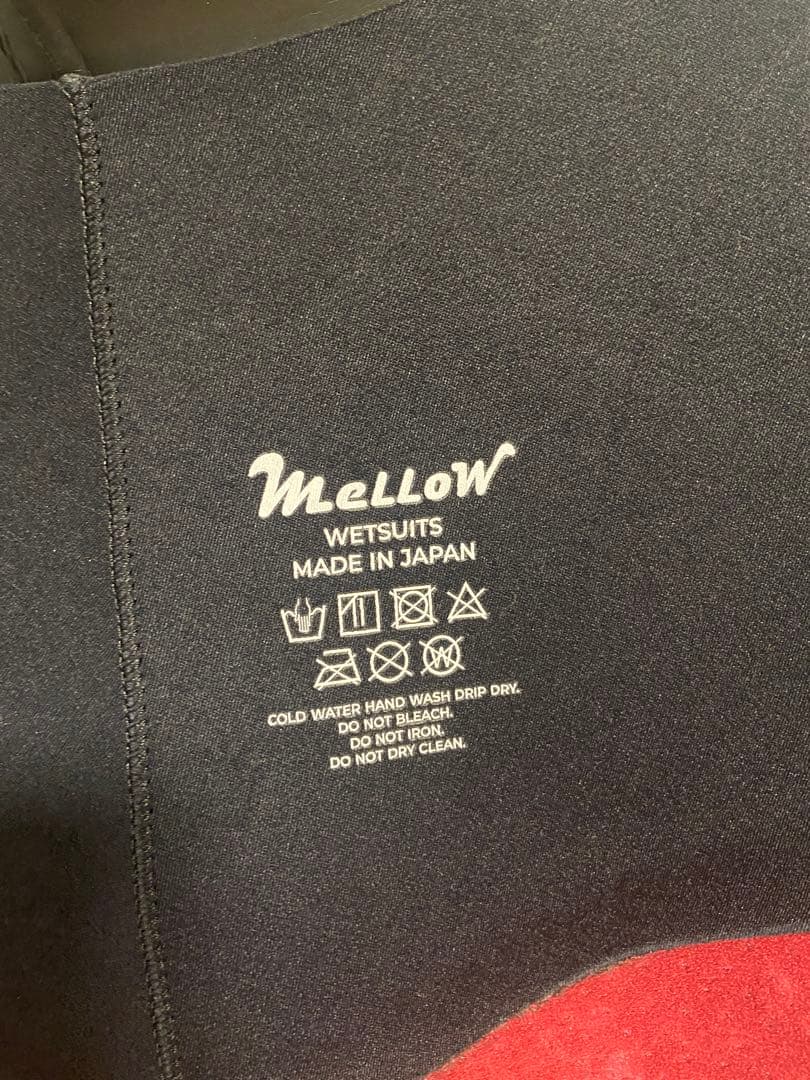 mellow
WETSUITS
MADE IN JAPAN
W
COLD WATER HAND WASH DRIP DRY.
DO NOT BLEACH.
DO NOT IRON.
DO NOT DRY CLEAN.